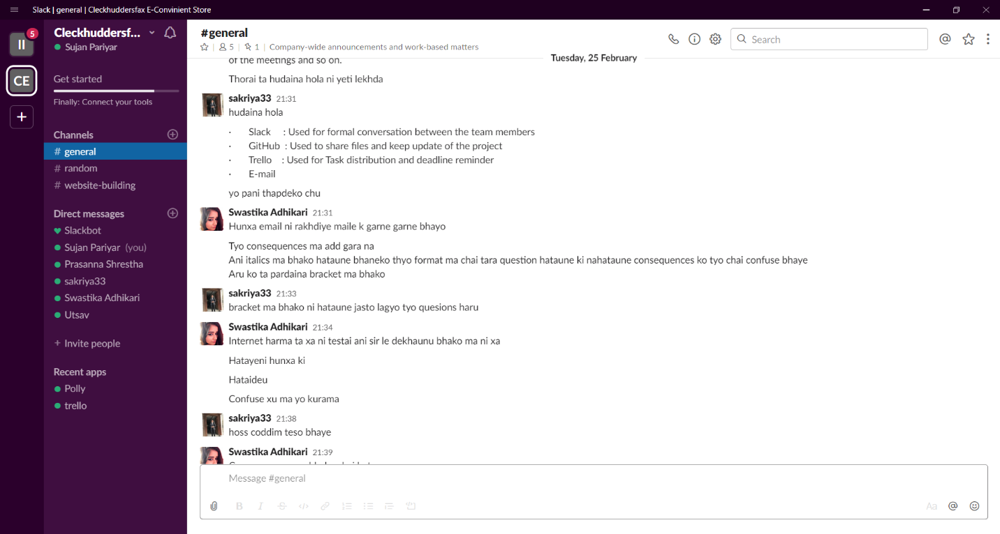 Slack | general | Cleckhuddersfax E-Convinient Store
5
CE
Cleckhuddersf...
Sujan Pariyar
Get started
Finally: Connect your tools
Channels
# general
# random
# website-building
Direct messages
Slackbot
Sujan Pariyar (you)
Prasanna Shrestha
sakriya33
Swastika Adhikari
Utsav
+ Invite people
Recent apps
Polly
trello
#general
5 | 1 | Company-wide announcements and work-based matters
Search
Tuesday, 25 February
of the meetings and so on.
Thorai ta hudaina hola ni yeti lekhda
sakriya33 21:31
hudaina hola
· Slack : Used for formal conversation between the team members
· GitHub : Used to share files and keep update of the project
· Trello : Used for Task distribution and deadline reminder
· E-mail
yo pani thapdeko chu
Swastika Adhikari 21:31
Hunxa email ni rakhdiye maile k garne garne bhayo
Tyo consequences ma add gara na
Ani italics ma bhako hataune bhaneko thyo format ma chai tara question hataune ki nahataune consequences ko tyo chai confuse bhaye
Aru ko ta pardaina bracket ma bhako
sakriya33 21:33
bracket ma bhako ni hataune jasto lagyo tyo quesions haru
Swastika Adhikari 21:34
Internet harma ta xa ni testai ani sir le dekhaunu bhako ma ni xa
Hatayeni hunxa ki
Hataideu
Confuse xu ma yo kurama
sakriya33 21:38
hoss coddim teso bhaye
Swastika Adhikari 21:39
Message #general
Aa